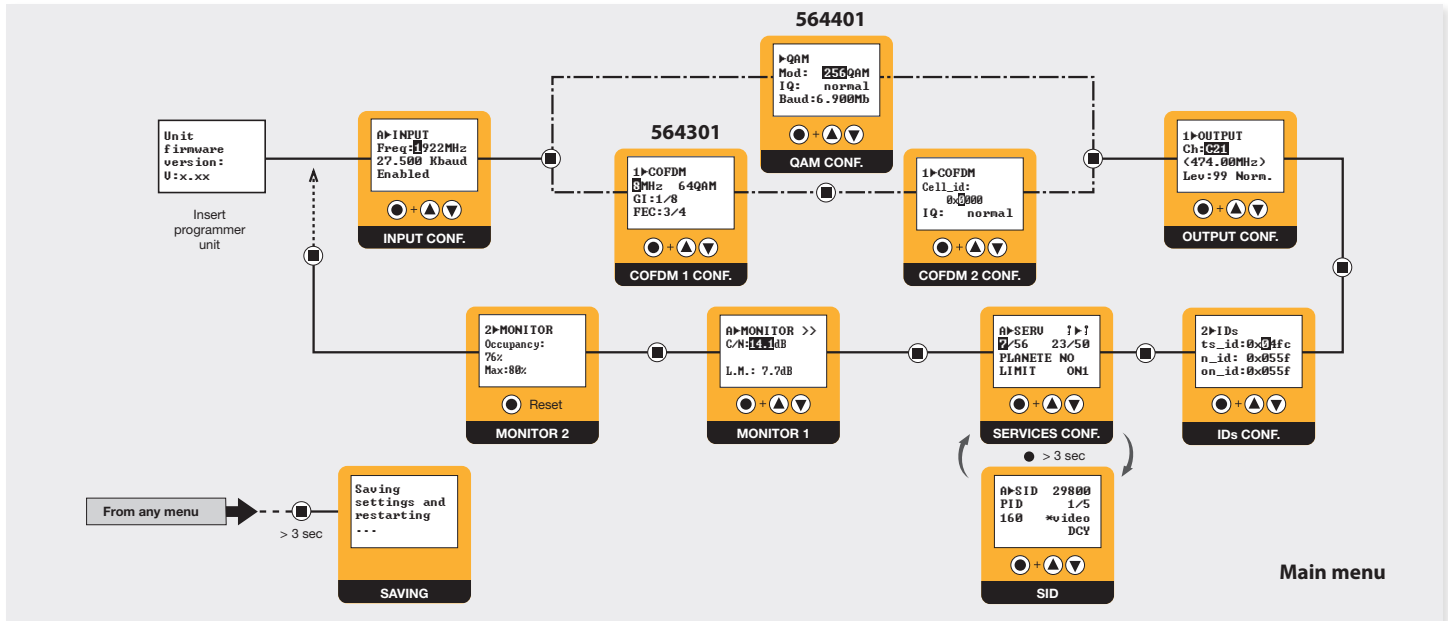 564401
▶QAM
Mod: 256QAM
IQ: normal
Baud:6.900Mb
+
QAM CONF.
Unit
firmware
version:
V:x.xx
Insert
programmer
unit
A▶INPUT
Freq:1922MHz
27.500 Kbaud
Enabled
+
INPUT CONF.
564301
1▶COFDM
8MHz 64QAM
GI:1/8
FEC:3/4
+
COFDM 1 CONF.
1▶COFDM
Cell_id:
0x0000
IQ: normal
+
COFDM 2 CONF.
1▶OUTPUT
Ch:C21
(474.00MHz)
Lev:99 Norm.
+
OUTPUT CONF.
2▶MONITOR
Occupancy:
76%
Max:80%
Reset
MONITOR 2
A▶MONITOR >>
C/N:14.1dB
L.M.: 7.7dB
+
MONITOR 1
A▶SERV
?/56 23/50
PLANETE NO
LIMIT ON1
+
SERVICES CONF.
> 3 sec
2▶IDs
ts_id:0x04fc
n_id: 0x055f
on_id:0x055f
+
IDs CONF.
From any menu
> 3 sec
Saving
settings and
restarting
...
SAVING
A▶SID 29800
PID 1/5
160 *video
DCY
+
SID
Main menu